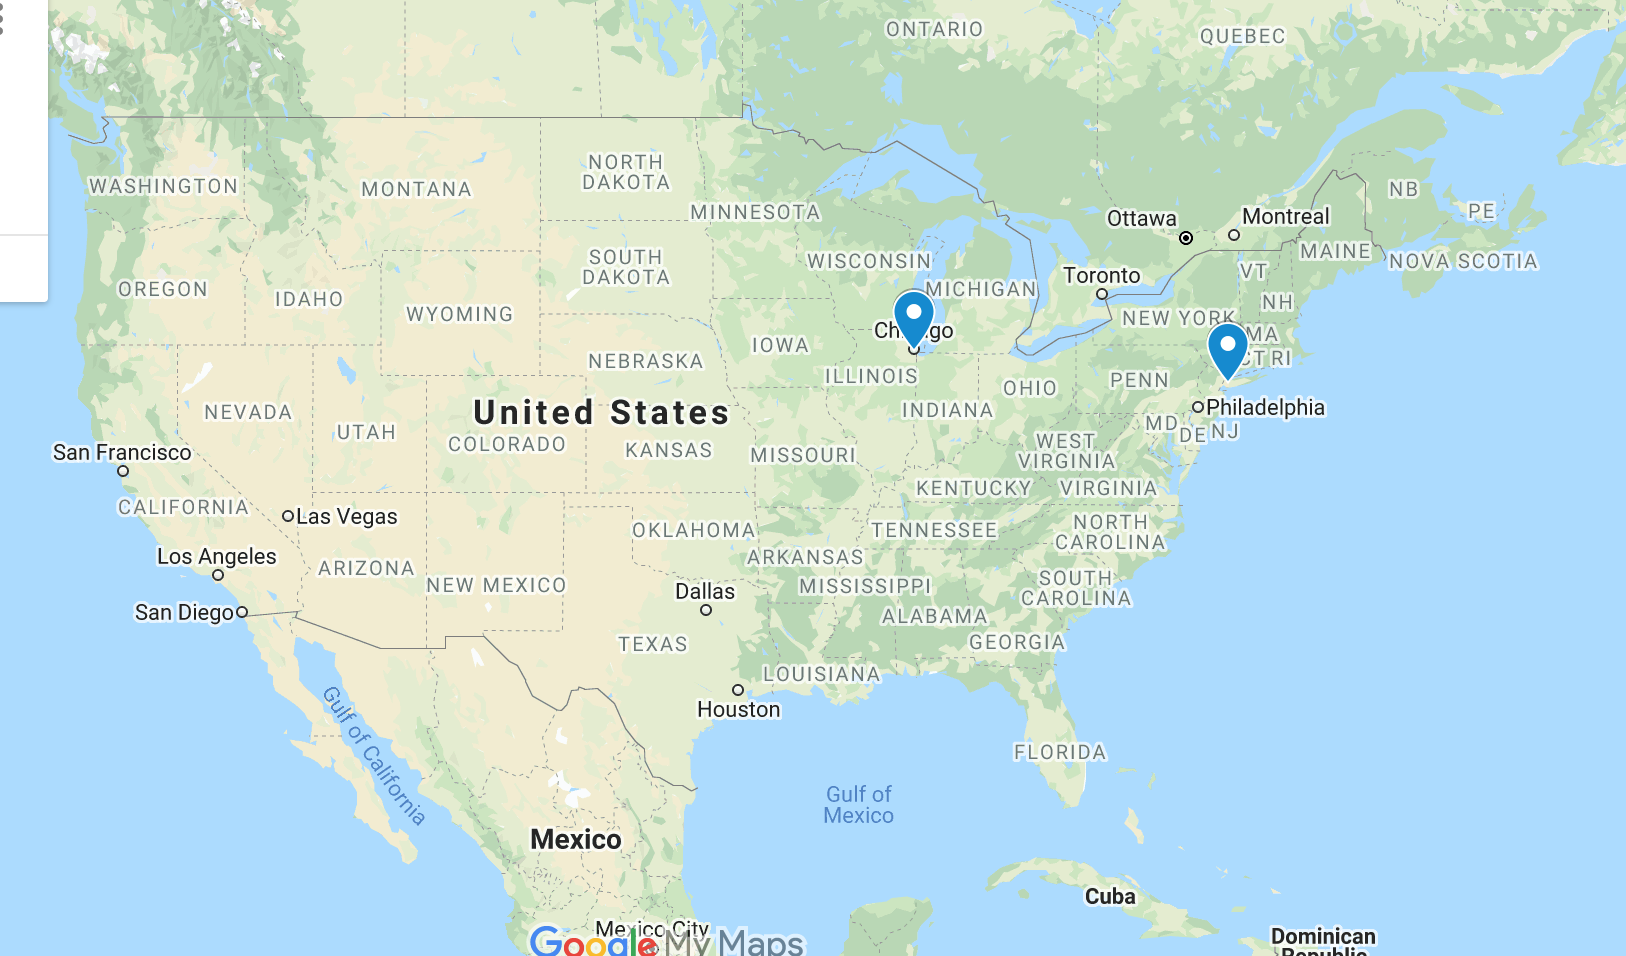 ONTARIO
QUEBEC
WASHINGTON
MONTANA
NORTH
DAKOTA
MINNESOTA
Ottawa
Montreal
NB
PE
MAINE
NOVA SCOTIA
OREGON
IDAHO
WYOMING
SOUTH
DAKOTA
WISCONSIN
MICHIGAN
Toronto
VT
NH
NEW YORK
MA
CT RI
Chicago
IOWA
NEBRASKA
ILLINOIS
INDIANA
OHIO
PENN
Philadelphia
MD
DE
NJ
NEVADA
UTAH
United States
COLORADO
KANSAS
MISSOURI
WEST
VIRGINIA
KENTUCKY
VIRGINIA
San Francisco
CALIFORNIA
Las Vegas
Los Angeles
San Diego
ARIZONA
NEW MEXICO
OKLAHOMA
ARKANSAS
TENNESSEE
NORTH
CAROLINA
MISSISSIPPI
SOUTH
CAROLINA
ALABAMA
GEORGIA
Dallas
TEXAS
LOUISIANA
Houston
FLORIDA
Gulf of California
Gulf of
Mexico
Mexico
Cuba
Mexico City
Google My Maps
Dominican
Republic